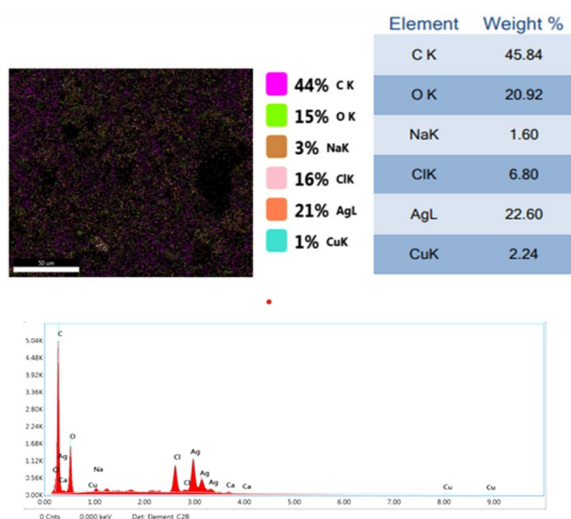 Element Weight %
C K 45.84
O K 20.92
NaK 1.60
ClK 6.80
AgL 22.60
CuK 2.24
44% C K
15% O K
3% NaK
16% ClK
21% AgL
1% CuK
50 um
C
5.04K
4.48K
3.92K
3.36K
2.80K
2.24K
1.68K
1.12K
0.56K
0.00K
O
Ag
Cl
Ca
Cu
Na
Cl
Cl
Ag
Ag
Ag
Ca
Ca
Cu
Cu
0.00 1.00 2.00 3.00 4.00 5.00 6.00 7.00 8.00 9.00
0 Cnts 0.000 keV Det: Element-C2B